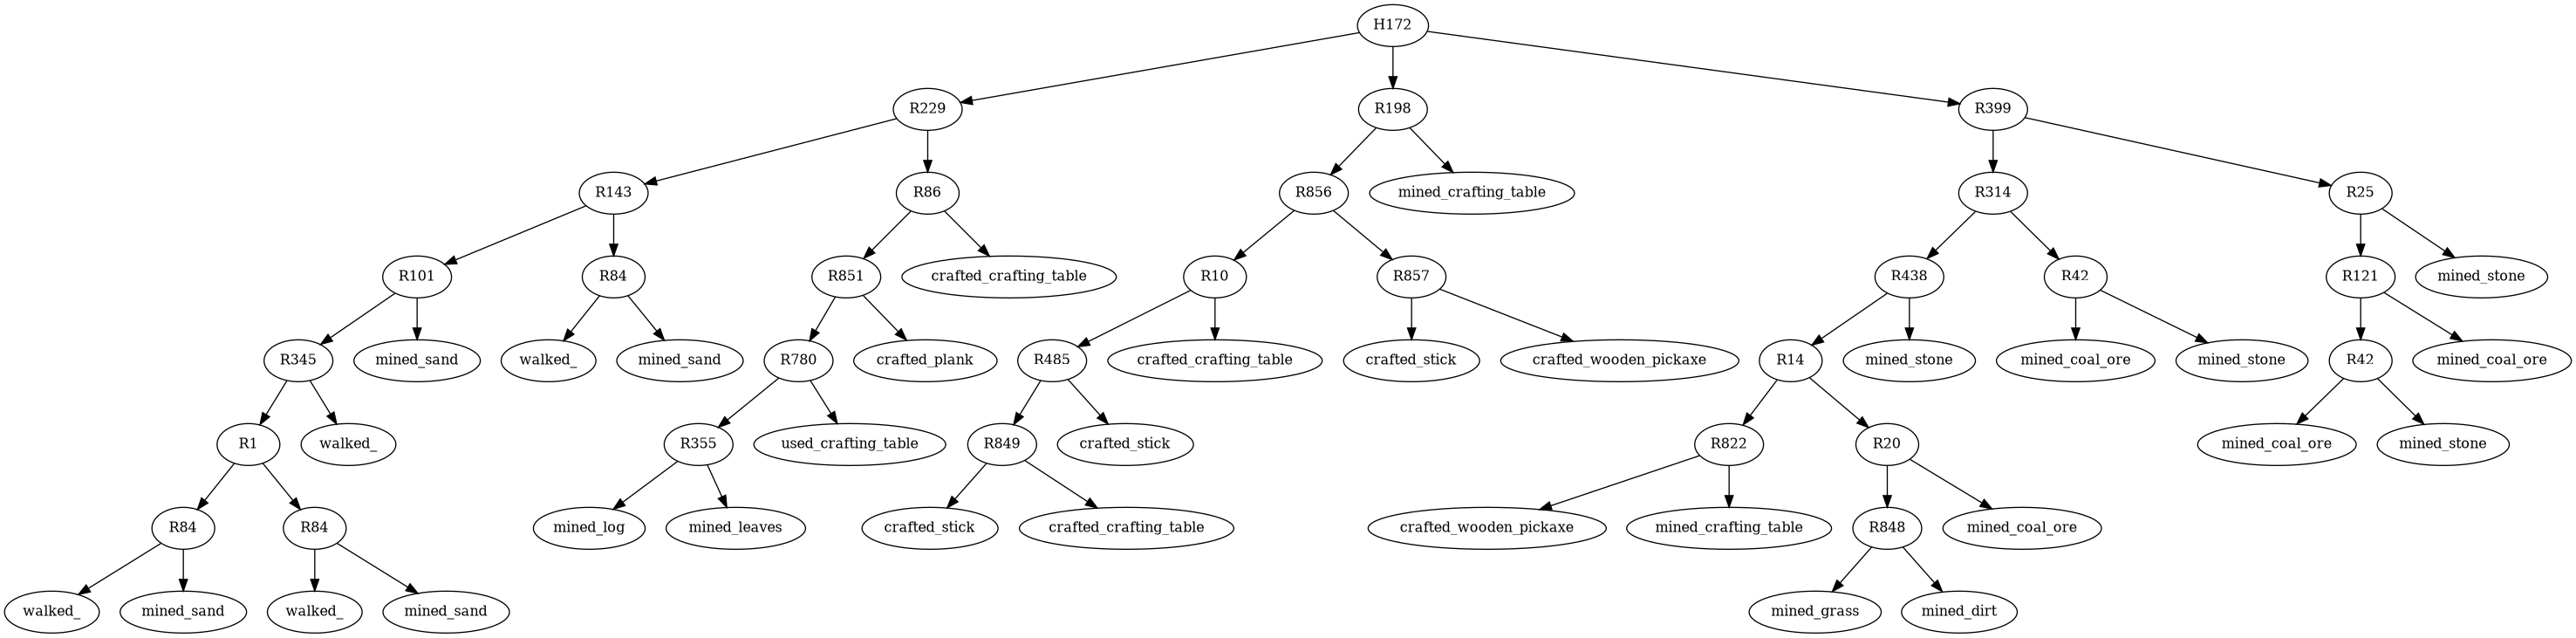 H172
R229
R198
R399
R143
R86
R856
mined_crafting_table
R314
R25
R101
R84
R851
crafted_crafting_table
R10
R857
R438
R42
R121
mined_stone
R345
mined_sand
walked_
mined_sand
R780
crafted_plank
R485
crafted_crafting_table
crafted_stick
crafted_wooden_pickaxe
R14
mined_stone
mined_coal_ore
mined_stone
R42
mined_coal_ore
R1
walked_
R355
used_crafting_table
R849
crafted_stick
R822
R20
mined_coal_ore
mined_stone
R84
R84
mined_log
mined_leaves
crafted_stick
crafted_crafting_table
crafted_wooden_pickaxe
mined_crafting_table
R848
mined_coal_ore
walked_
mined_sand
walked_
mined_sand
mined_grass
mined_dirt